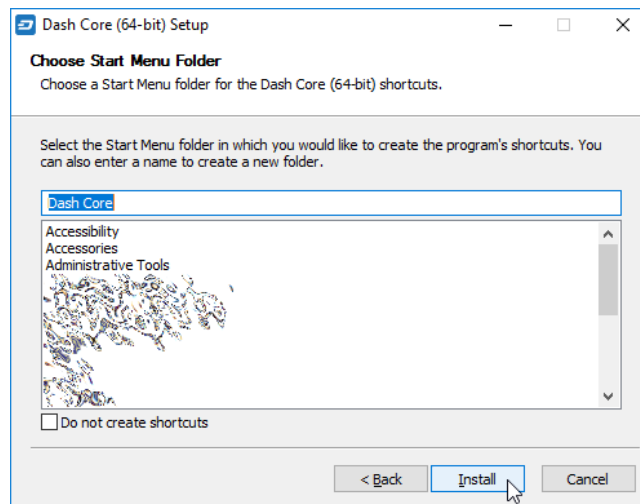 Dash Core (64-bit) Setup
Choose Start Menu Folder
Choose a Start Menu folder for the Dash Core (64-bit) shortcuts.
Select the Start Menu folder in which you would like to create the program's shortcuts. You
can also enter a name to create a new folder.
Dash Core
Accessibility
Accessories
Administrative Tools
Do not create shortcuts
< Back
Install
Cancel